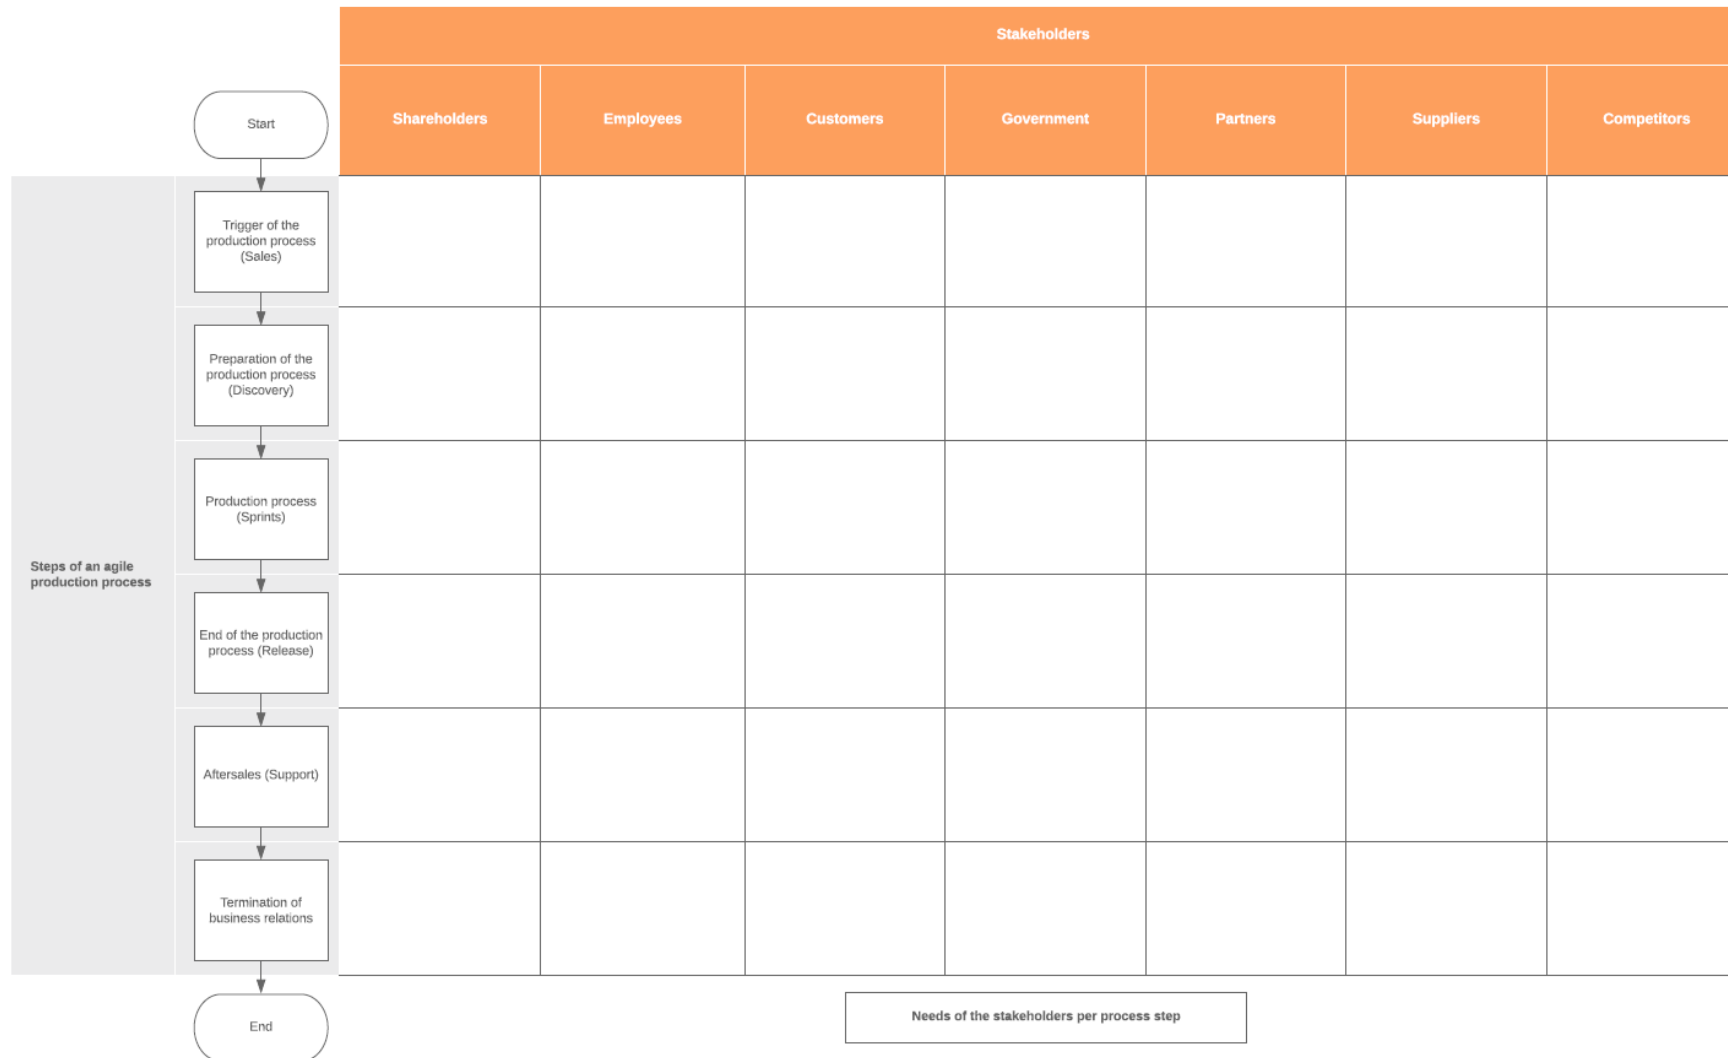 Stakeholders
Start
Shareholders
Employees
Customers
Government
Partners
Suppliers
Competitors
Trigger of the
production process
(Sales)
Preparation of the
production process
(Discovery)
Production process
(Sprints)
Steps of an agile
production process
End of the production
process (Release)
Aftersales (Support)
Termination of
business relations
End
Needs of the stakeholders per process step